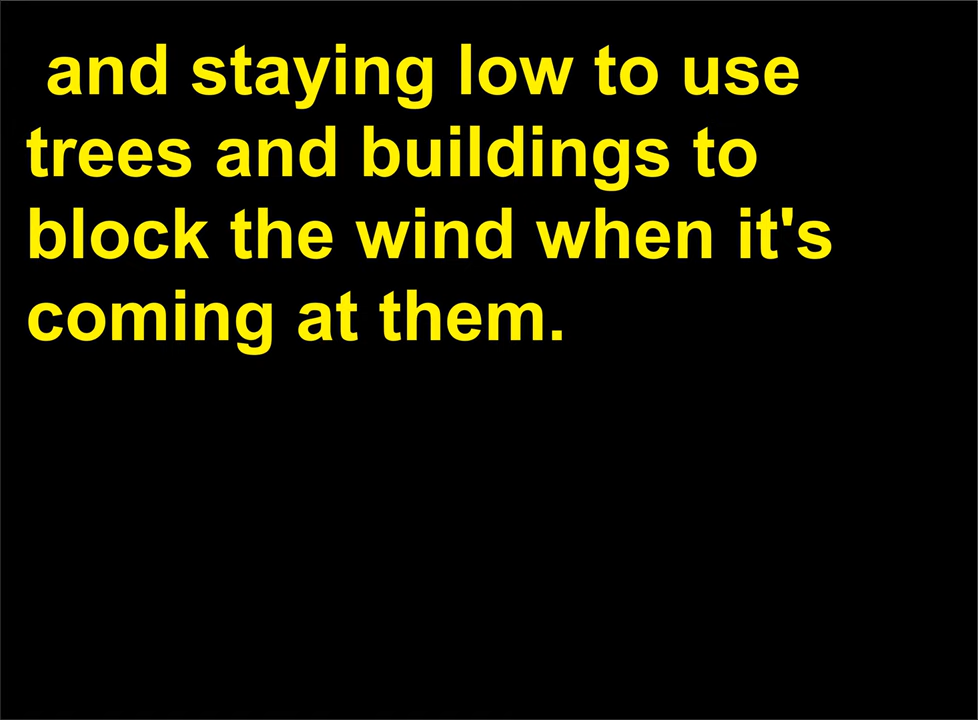 and staying low to use
trees and buildings to
block the wind when it's
coming at them.